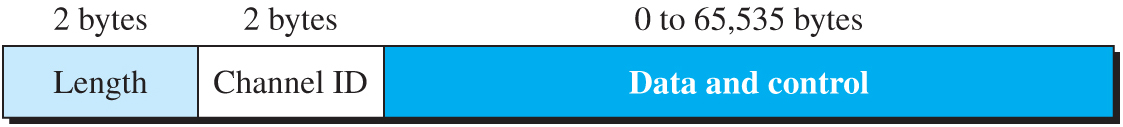 2 bytes 2 bytes 0 to 65,535 bytes
Length Channel ID Data and control